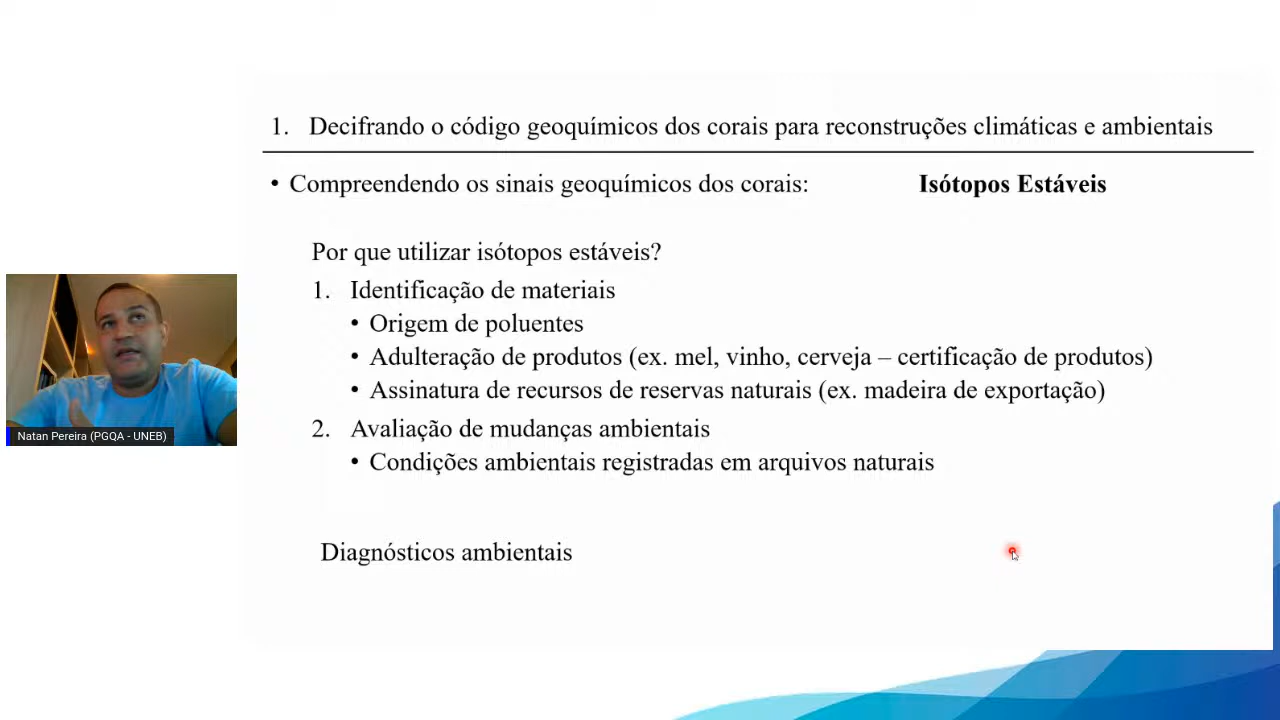 1. Decifrando o código geoquímicos dos corais para reconstruções climáticas e ambientais
• Compreendendo os sinais geoquímicos dos corais: Isótopos Estáveis
Por que utilizar isótopos estáveis?
1. Identificação de materiais
• Origem de poluentes
• Adulteração de produtos (ex. mel, vinho, cerveja – certificação de produtos)
• Assinatura de recursos de reservas naturais (ex. madeira de exportação)
2. Avaliação de mudanças ambientais
• Condições ambientais registradas em arquivos naturais
Diagnósticos ambientais
Natan Pereira (PGQA - UNEB)